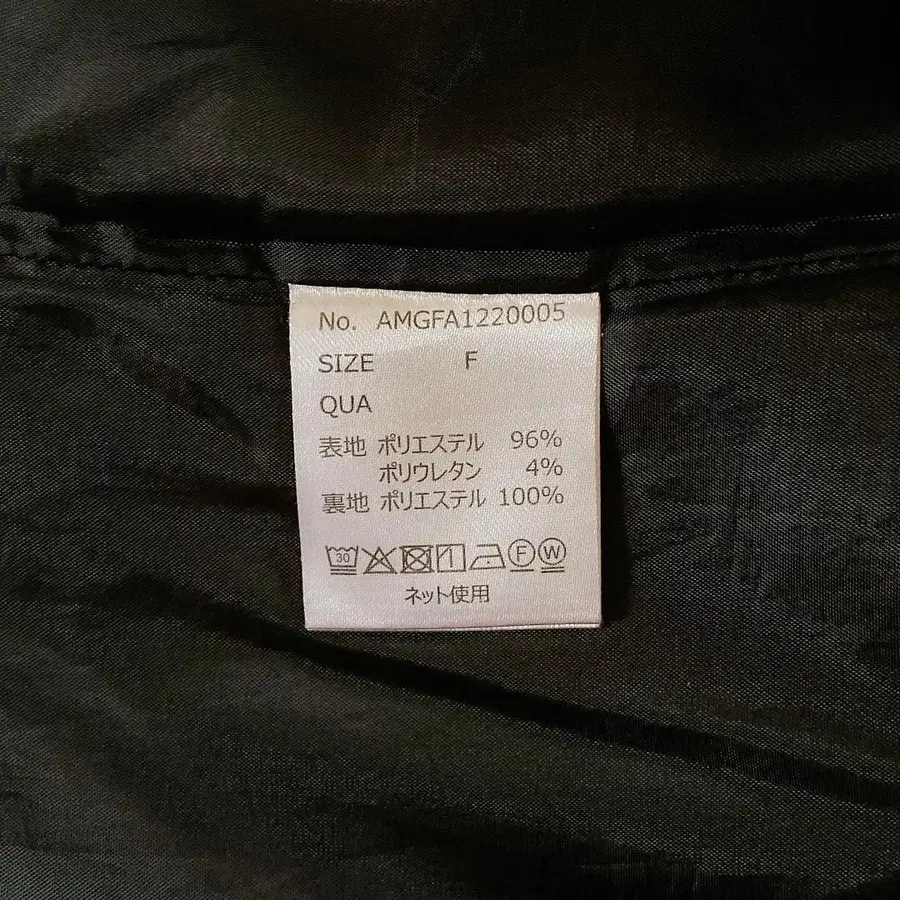 No. AMGFA1220005
SIZE F
QUA
表地 ポリエステル 96%
ポリウレタン 4%
裏地 ポリエステル 100%
30 F W
ネット使用